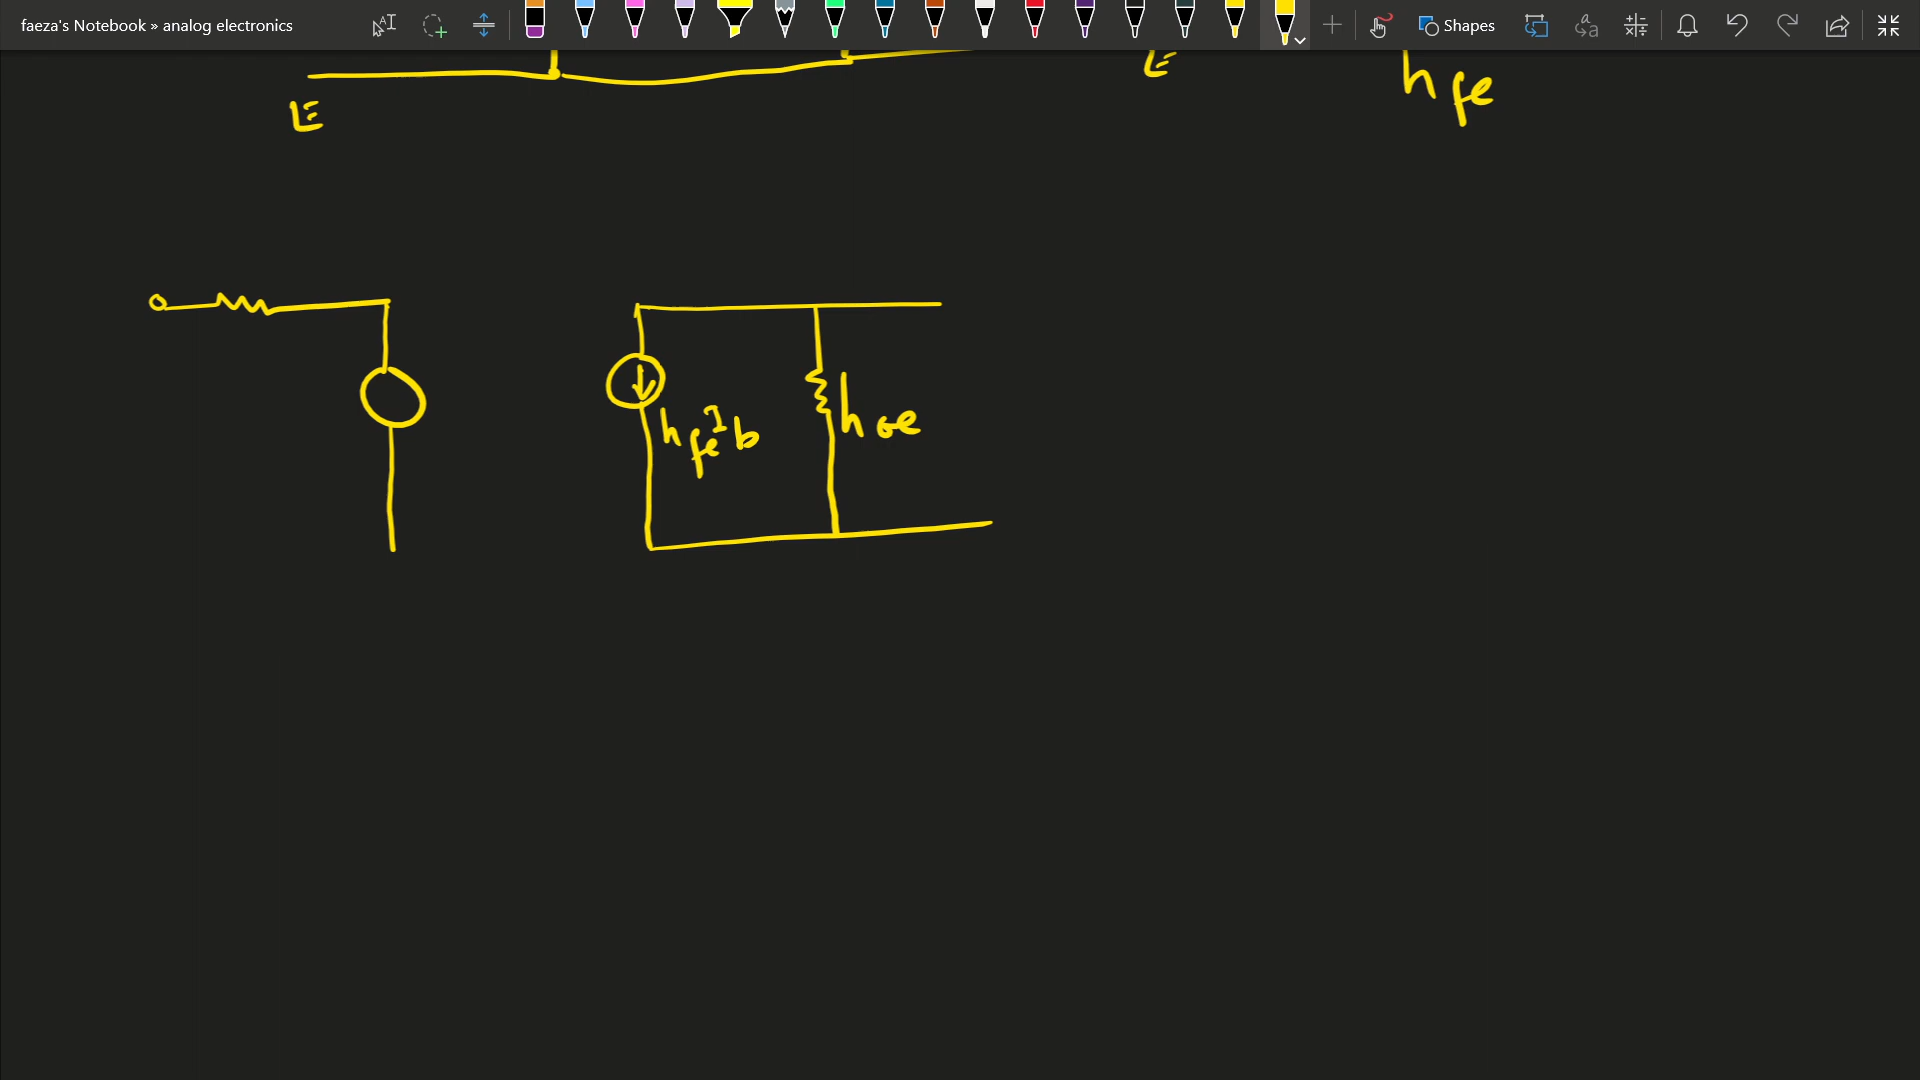 faeza's Notebook » analog electronics
Shapes
E
E
hfe
hfeIb
hoe